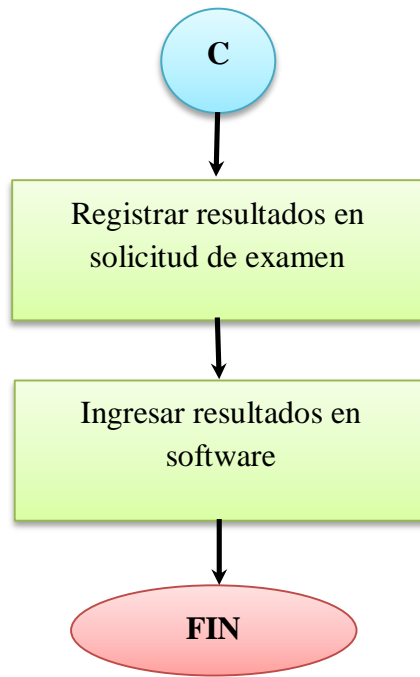 C
Registrar resultados en
solicitud de examen
Ingresar resultados en
software
FIN